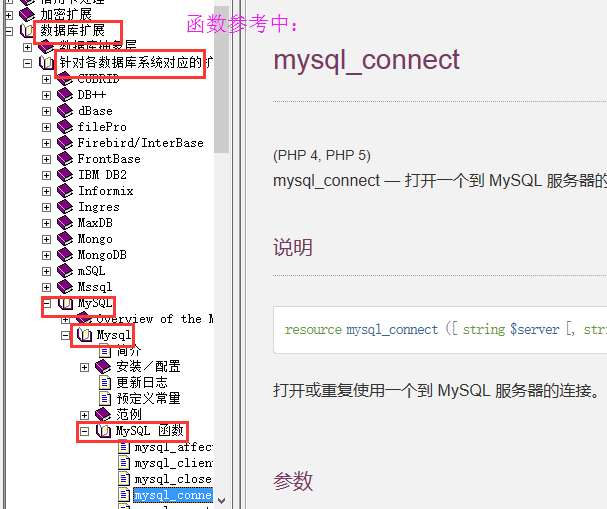 信用卡处理
函数参考中:
加密扩展
数据库扩展
数据库抽象层
针对各数据库系统对应的扩
CUBRID
DB++
dBase
filePro
Firebird/InterBase
FrontBase
IBM DB2
Informix
Ingres
MaxDB
Mongo
MongoDB
mSQL
Mssql
MySQL
Overview of the M
Mysql
简介
安装/配置
更新日志
预定义常量
范例
MySQL 函数
mysql_affec
mysql_clien
mysql_close
mysql_conne
mysql_connect
(PHP 4, PHP 5)
mysql_connect — 打开一个到 MySQL 服务器的
说明
resource mysql_connect ([ string $server [, stri
打开或重复使用一个到 MySQL 服务器的连接。
参数